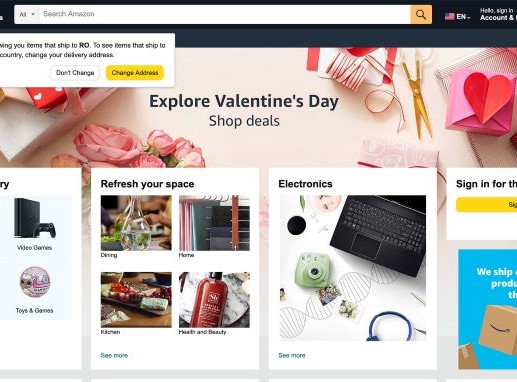 All
Search Amazon
EN
Hello, sign in
Account &
wing you items that ship to RO. To see items that ship to
country, change your delivery address.
Don't Change
Change Address
Explore Valentine's Day
Shop deals
ry
Video Games
Toys & Games
Refresh your space
Dining
Home
Kitchen
Health and Beauty
See more
Electronics
See more
Sign in for th
Sig
We ship
produ
th